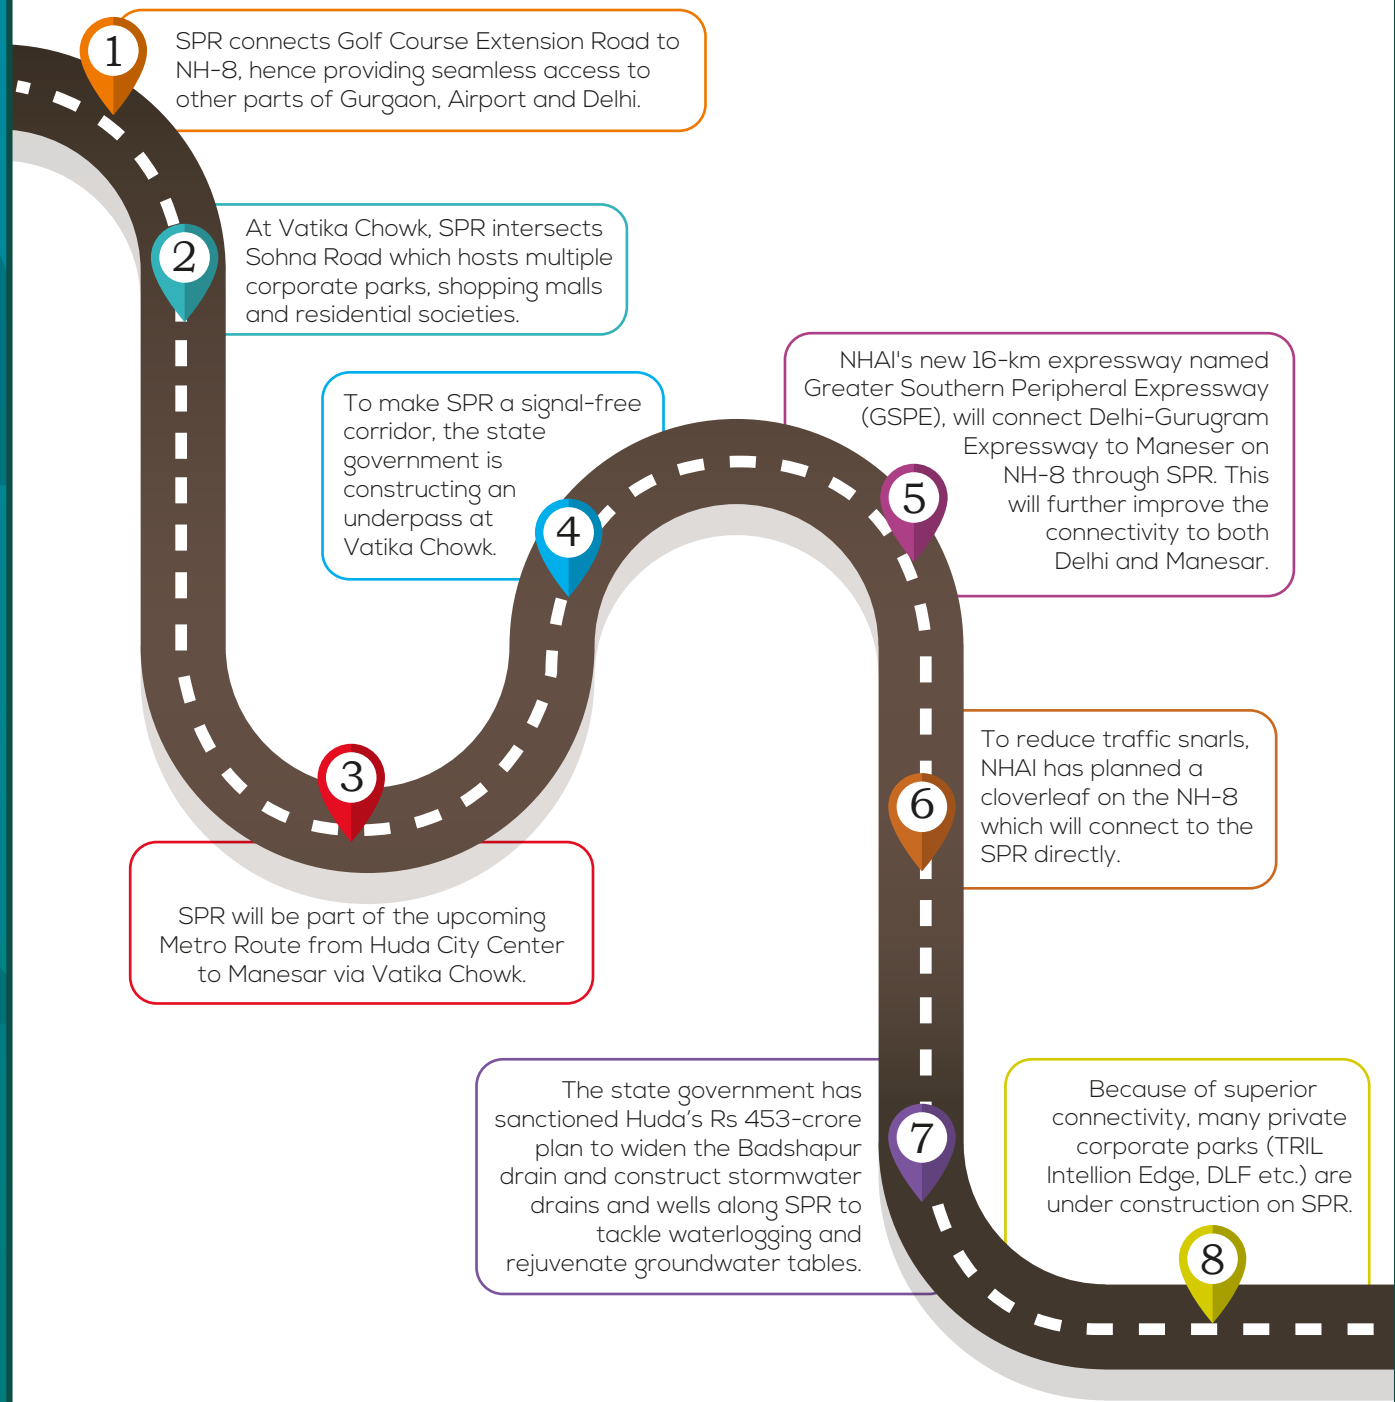 1
SPR connects Golf Course Extension Road to
NH-8, hence providing seamless access to
other parts of Gurgaon, Airport and Delhi.
2
At Vatika Chowk, SPR intersects
Sohna Road which hosts multiple
corporate parks, shopping malls
and residential societies.
3
SPR will be part of the upcoming
Metro Route from Huda City Center
to Manesar via Vatika Chowk.
4
To make SPR a signal-free
corridor, the state
government is
constructing an
underpass at
Vatika Chowk.
5
NHAI's new 16-km expressway named
Greater Southern Peripheral Expressway
(GSPE), will connect Delhi-Gurugram
Expressway to Maneser on
NH-8 through SPR. This
will further improve the
connectivity to both
Delhi and Manesar.
6
To reduce traffic snarls,
NHAI has planned a
cloverleaf on the NH-8
which will connect to the
SPR directly.
7
The state government has
sanctioned Huda's Rs 453-crore
plan to widen the Badshapur
drain and construct stormwater
drains and wells along SPR to
tackle waterlogging and
rejuvenate groundwater tables.
8
Because of superior
connectivity, many private
corporate parks (TRIL
Intellion Edge, DLF etc.) are
under construction on SPR.